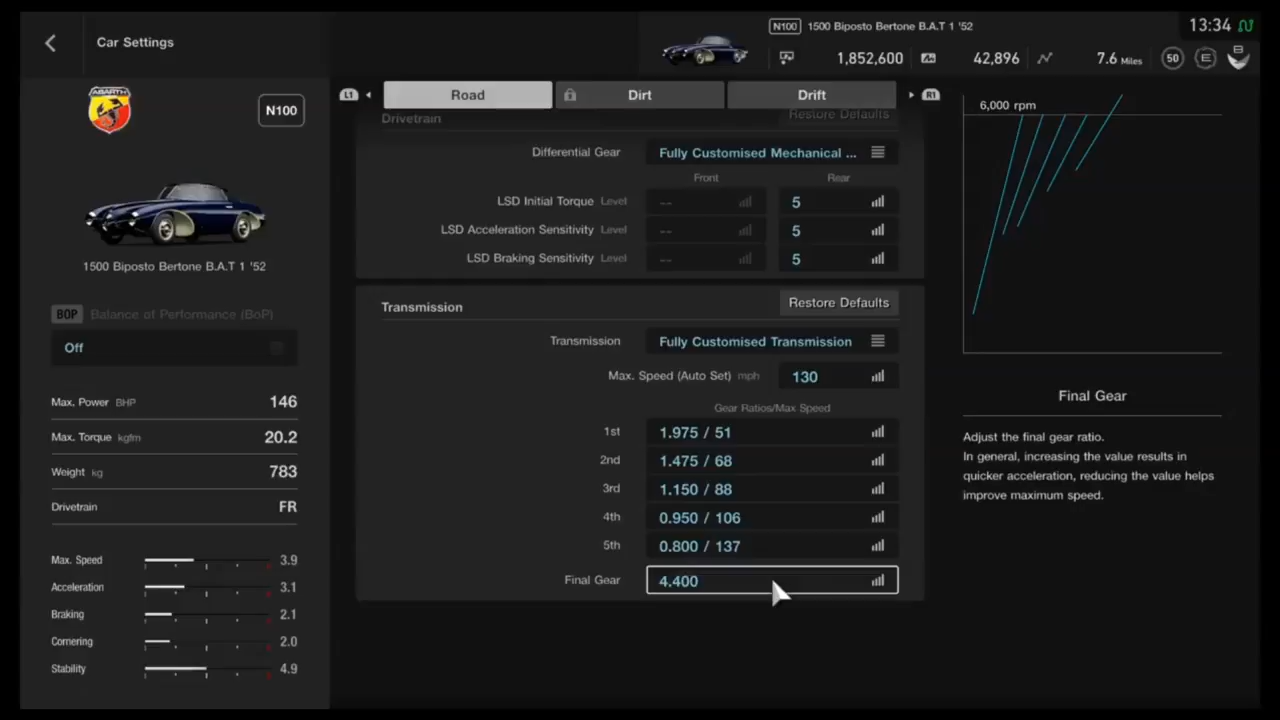 N100 1500 Biposto Bertone B.A.T 1 '52
13:34
Car Settings
1,852,600 42,896 7.6 Miles 50 E B
ABARTH
N100
L1 Road Dirt Drift R1
Drivetrain Restore Defaults
Differential Gear Fully Customised Mechanical ...
Front Rear
LSD Initial Torque Level -- 5
LSD Acceleration Sensitivity Level -- 5
LSD Braking Sensitivity Level -- 5
1500 Biposto Bertone B.A.T 1 '52
BOP Balance of Performance (BoP)
Off
Max. Power BHP 146
Max. Torque kgfm 20.2
Weight kg 783
Drivetrain FR
Max. Speed 3.9
Acceleration 3.1
Braking 2.1
Cornering 2.0
Stability 4.9
Transmission Restore Defaults
Transmission Fully Customised Transmission
Max. Speed (Auto Set) mph 130
Gear Ratios/Max Speed
1st 1.975 / 51
2nd 1.475 / 68
3rd 1.150 / 88
4th 0.950 / 106
5th 0.800 / 137
Final Gear 4.400
6,000 rpm
Final Gear
Adjust the final gear ratio.
In general, increasing the value results in
quicker acceleration, reducing the value helps
improve maximum speed.